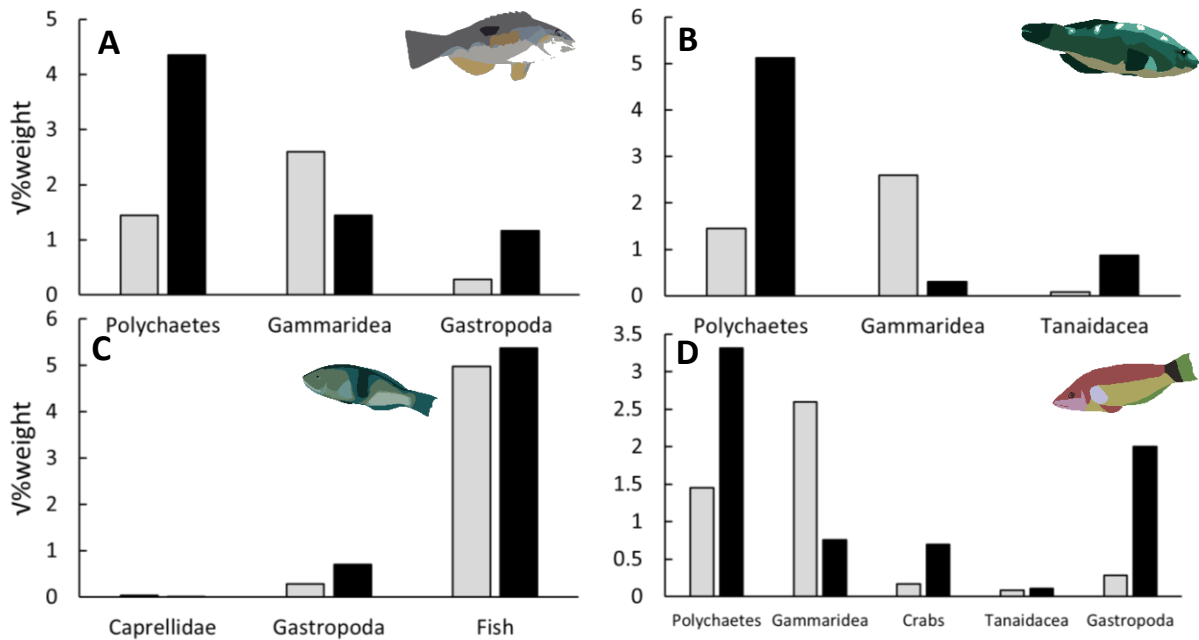 A
√%weight
5
4
3
2
1
0
Polychaetes Gammaridea Gastropoda
B
6
5
4
3
2
1
0
Polychaetes Gammaridea Tanaidacea
C
√%weight
6
5
4
3
2
1
0
Caprellidae Gastropoda Fish
D
3.5
3
2.5
2
1.5
1
0.5
0
Polychaetes Gammaridea Crabs Tanaidacea Gastropoda